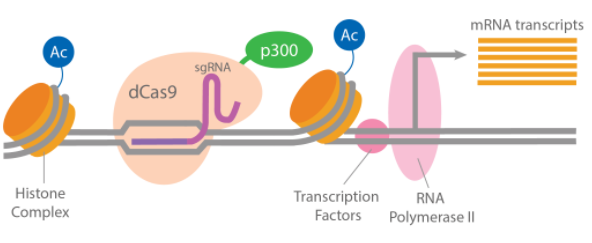 mRNA transcripts
Ac
Ac
p300
sgRNA
dCas9
Histone
Complex
Transcription
Factors
RNA
Polymerase II